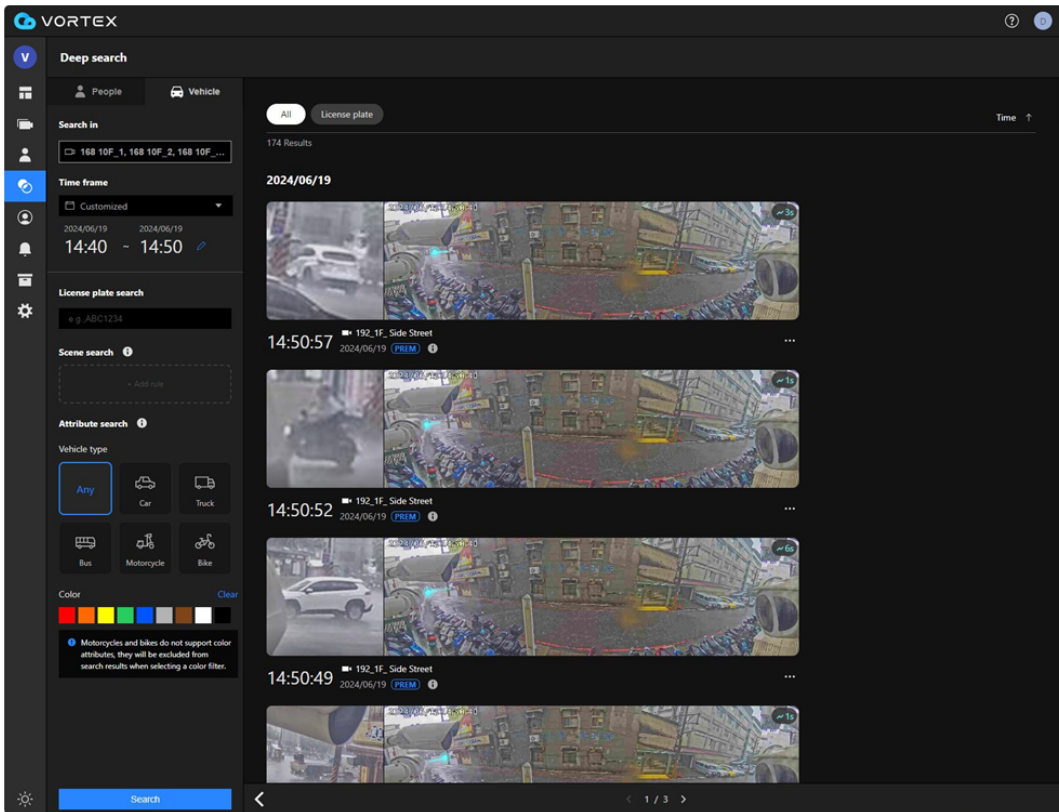 VORTEX
D
V
Deep search
People
Vehicle
Search in
168 10F_1, 168 10F_2, 168 10F_...
Time frame
Customized
2024/06/19
2024/06/19
14:40 ~ 14:50
License plate search
e.g.,ABC1234
Scene search
+ Add rule
Attribute search
Vehicle type
Any
Car
Truck
Bus
Motorcycle
Bike
Color
Clear
Motorcycles and bikes do not support color
attributes, they will be excluded from
search results when selecting a color filter.
Search
All
License plate
Time ↑
174 Results
2024/06/19
~3s
14:50:57
192_1F_ Side Street
2024/06/19 PREM
~1s
14:50:52
192_1F_ Side Street
2024/06/19 PREM
~6s
14:50:49
192_1F_ Side Street
2024/06/19 PREM
~1s
< 1 / 3 >